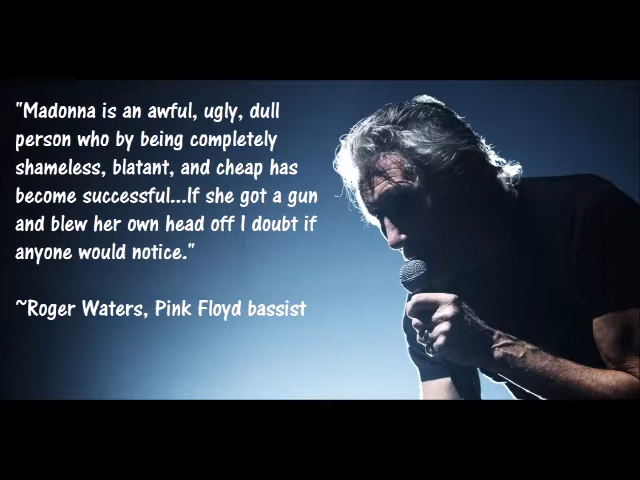 "Madonna is an awful, ugly, dull
person who by being completely
shameless, blatant, and cheap has
become successful...If she got a gun
and blew her own head off I doubt if
anyone would notice."
~Roger Waters, Pink Floyd bassist